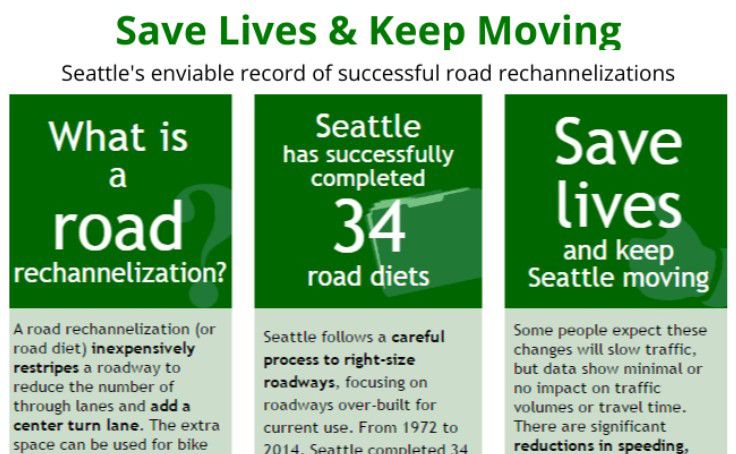 Save Lives & Keep Moving
Seattle's enviable record of successful road rechannelizations
What is
a
road
rechannelization?
A road rechannelization (or
road diet) inexpensively
restripes a roadway to
reduce the number of
through lanes and add a
center turn lane. The extra
space can be used for bike
Seattle
has successfully
completed
34
road diets
Seattle follows a careful
process to right-size
roadways, focusing on
roadways over-built for
current use. From 1972 to
2014, Seattle completed 34
Save
lives
and keep
Seattle moving
Some people expect these
changes will slow traffic,
but data show minimal or
no impact on traffic
volumes or travel time.
There are significant
reductions in speeding,